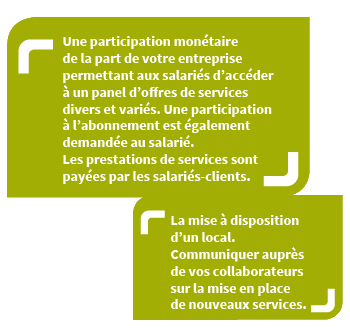 Une participation monétaire
de la part de votre entreprise
permettant aux salariés d'accéder
à un panel d'offres de services
divers et variés. Une participation
à l'abonnement est également
demandée au salarié.
Les prestations de services sont
payées par les salariés-clients.
La mise à disposition
d'un local.
Communiquer auprès
de vos collaborateurs
sur la mise en place
de nouveaux services.